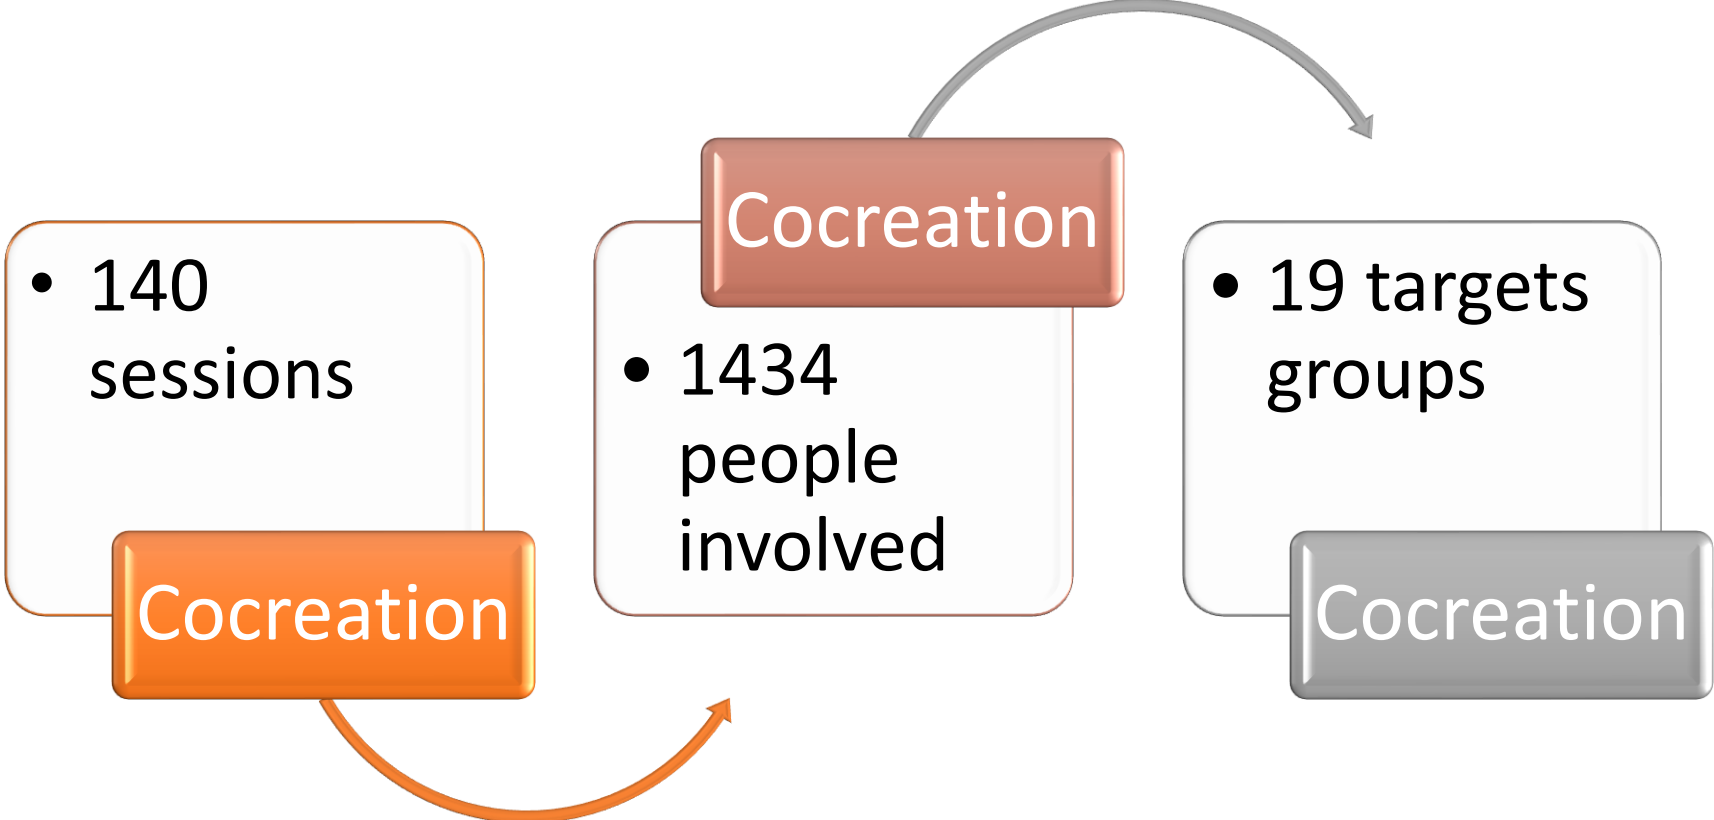 • 140
sessions
Cocreation
Cocreation
• 1434
people
involved
• 19 targets
groups
Cocreation